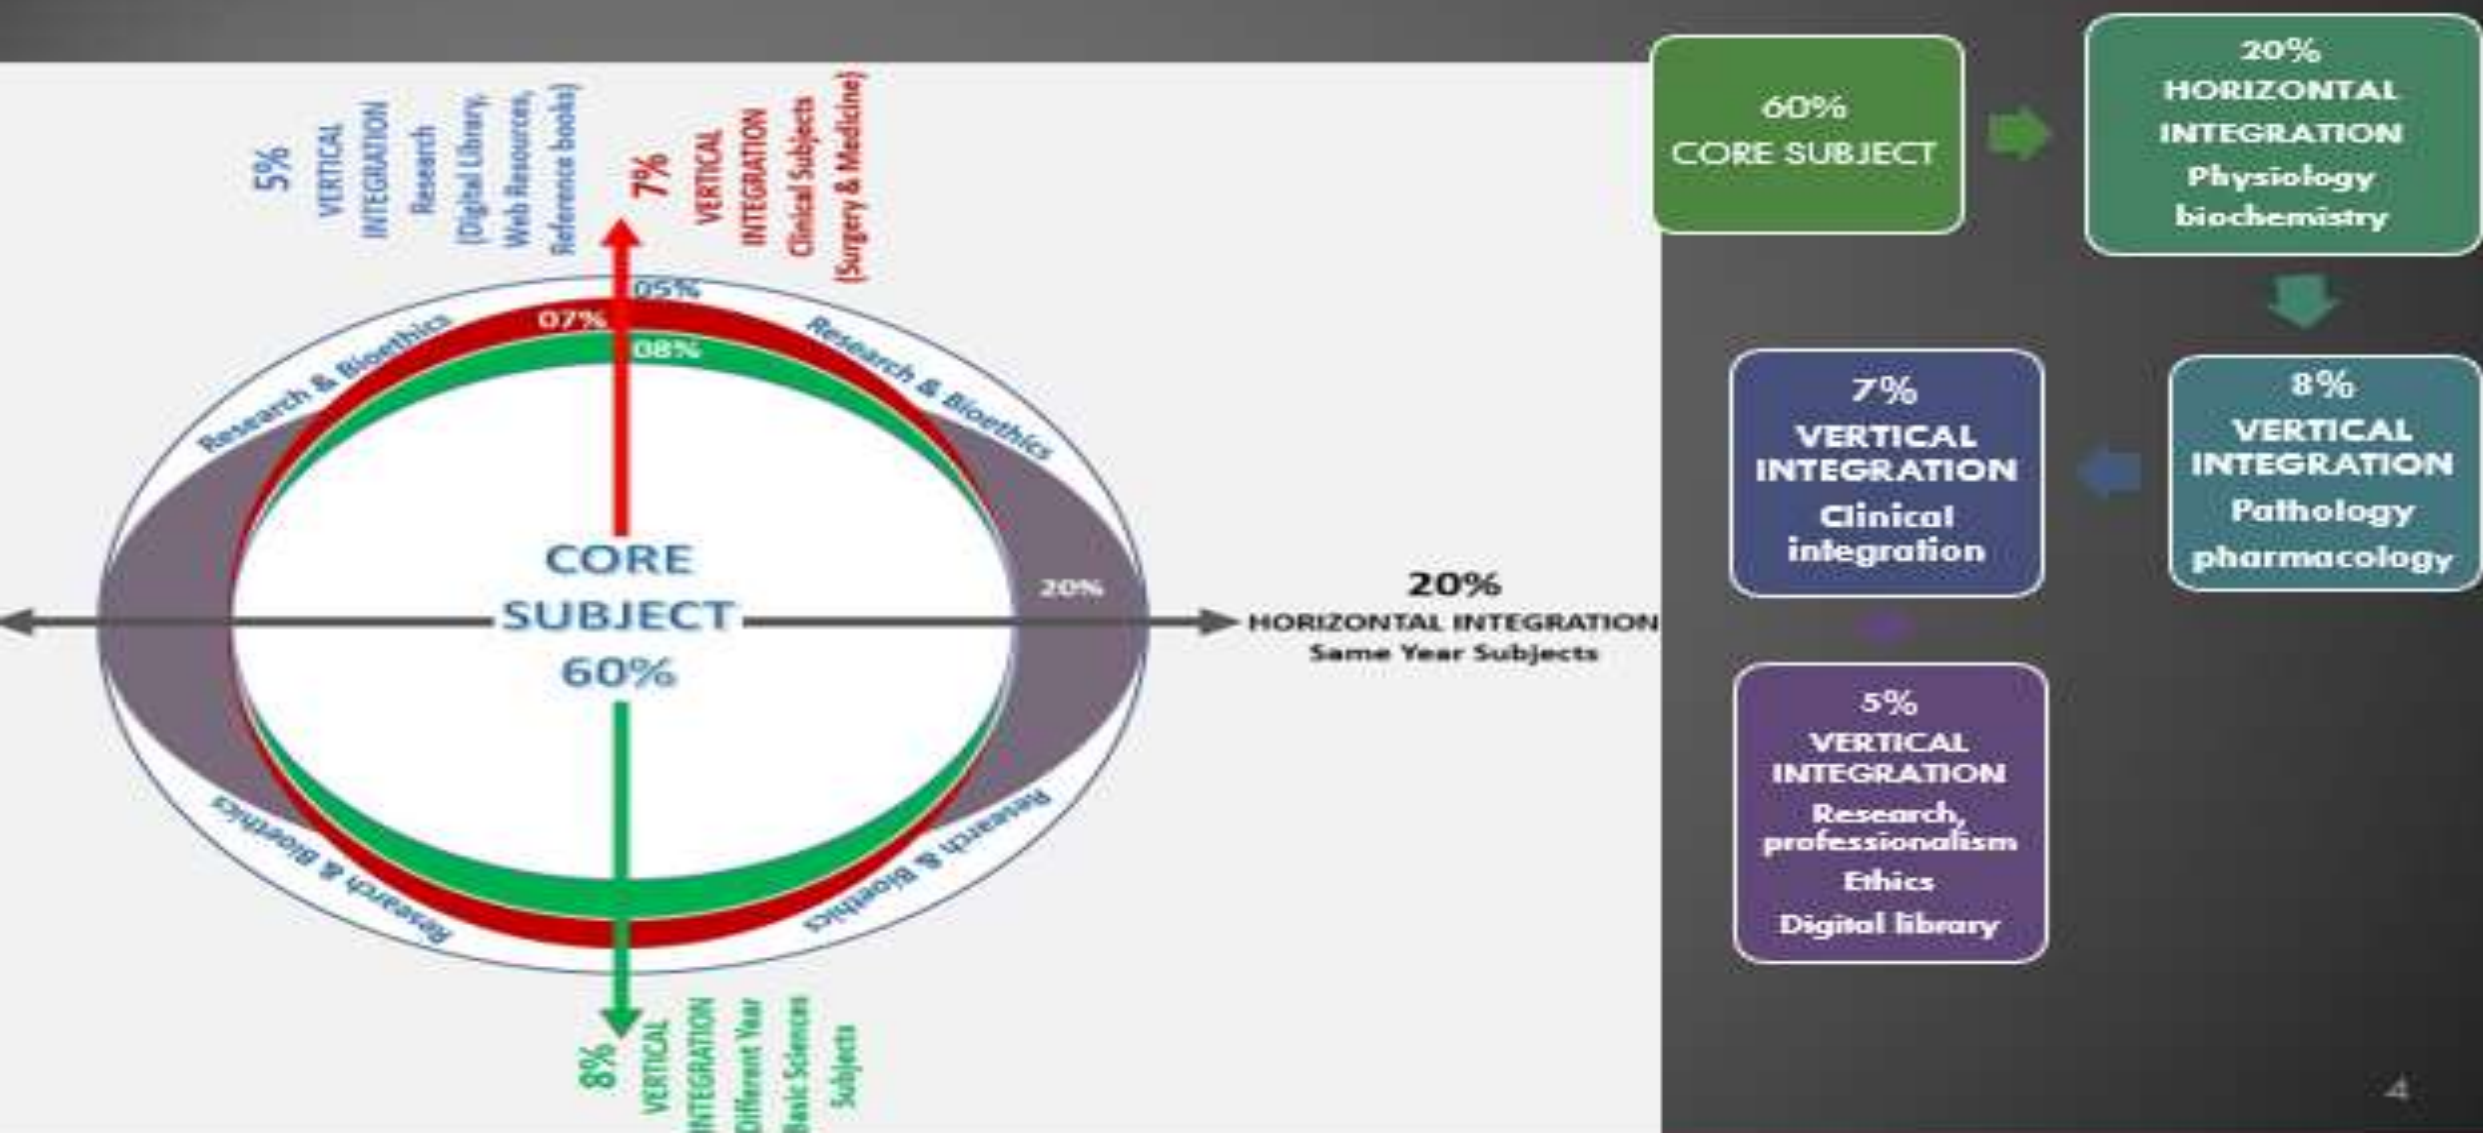 5%
VERTICAL
INTEGRATION
Research
(Digital Library,
Web Resources,
Reference books)
7%
VERTICAL
INTEGRATION
Clinical Subjects
(Surgery & Medicine)
05%
07%
08%
Research & Bioethics
Research & Bioethics
CORE
SUBJECT
60%
20%
20%
HORIZONTAL INTEGRATION
Same Year Subjects
Research & Bioethics
Research & Bioethics
8%
VERTICAL
INTEGRATION
Different Year
Basic Sciences
Subjects
60%
CORE SUBJECT
20%
HORIZONTAL
INTEGRATION
Physiology
biochemistry
8%
VERTICAL
INTEGRATION
Pathology
pharmacology
7%
VERTICAL
INTEGRATION
Clinical
integration
5%
VERTICAL
INTEGRATION
Research,
professionalism
Ethics
Digital library
4